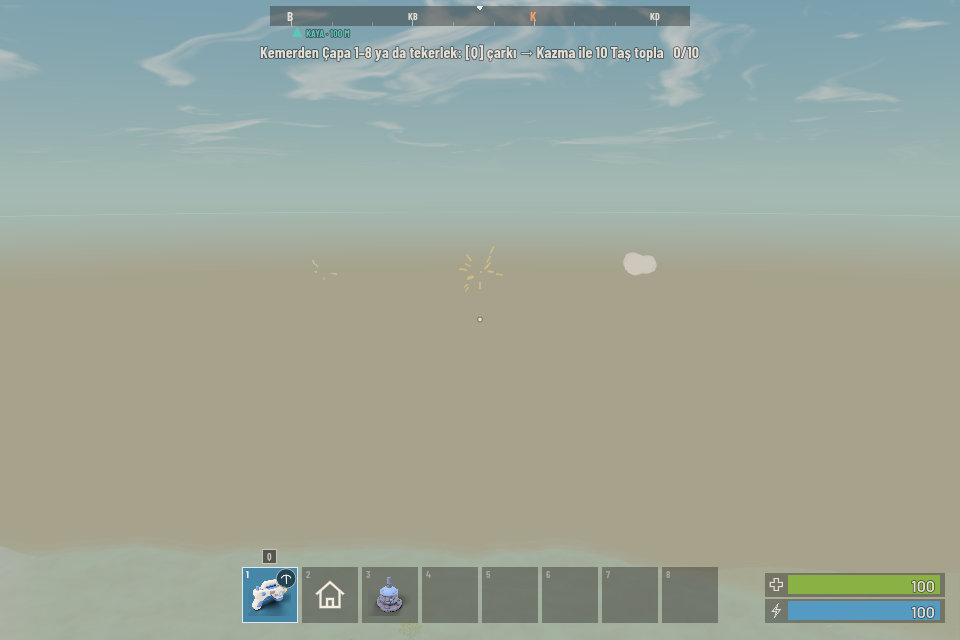 B KB K KD
KAYA - 100 M
Kemerden Çapa 1-8 ya da tekerlek: [Q] çarkı → Kazma ile 10 Taş topla 0/10
Q
1 2 3 4 5 6 7 8
100
100